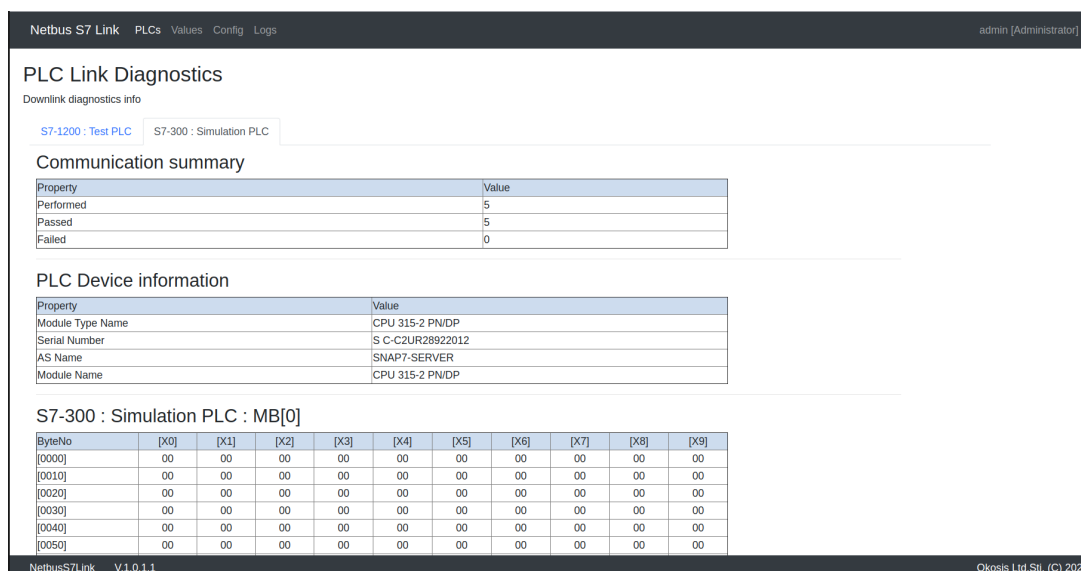 Netbus S7 Link PLCs Values Config Logs admin [Administrator]
PLC Link Diagnostics
Downlink diagnostics info
S7-1200 : Test PLC S7-300 : Simulation PLC
Communication summary
Property Value
Performed 5
Passed 5
Failed 0
PLC Device information
Property Value
Module Type Name CPU 315-2 PN/DP
Serial Number S C-C2UR28922012
AS Name SNAP7-SERVER
Module Name CPU 315-2 PN/DP
S7-300 : Simulation PLC : MB[0]
ByteNo [X0] [X1] [X2] [X3] [X4] [X5] [X6] [X7] [X8] [X9]
[0000] 00 00 00 00 00 00 00 00 00 00
[0010] 00 00 00 00 00 00 00 00 00 00
[0020] 00 00 00 00 00 00 00 00 00 00
[0030] 00 00 00 00 00 00 00 00 00 00
[0040] 00 00 00 00 00 00 00 00 00 00
[0050] 00 00 00 00 00 00 00 00 00 00
NetbusS7Link V.1.0.1.1 Okosis Ltd.Sti. (C) 202